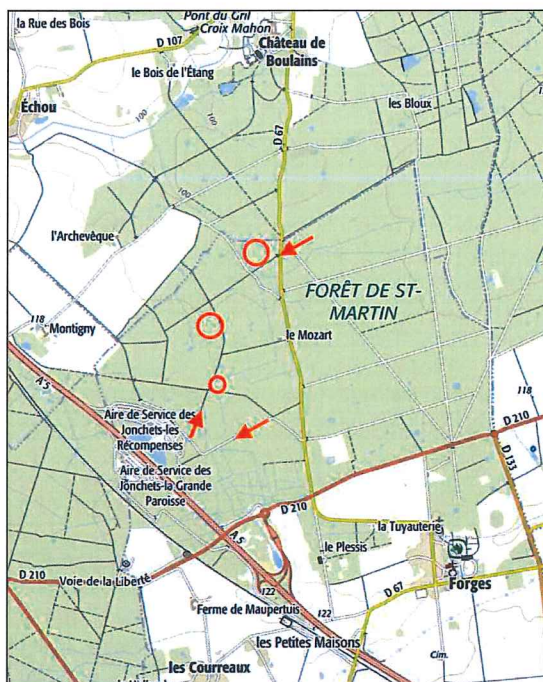 la Rue des Bois
Pont du Gril
Croix Mahon
D 107
Château de
Boulains
le Bois de l'Étang
Échou
les Bloux
100
D 67
100
l'Archevêque
FORÊT DE ST-
MARTIN
118
Montigny
le Mozart
A 5
118
D 210
Aire de Service des
Jonchets-les
Récompenses
D 133
Aire de Service des
Jonchets-la Grande
Paroisse
D 210
A 5
la Tuyauterie
le Plessis
D 210
Voie de la Liberté
Forges
122
D 67
Ferme de Maupertuis
122
les Petites Maisons
Cim.
les Courreaux